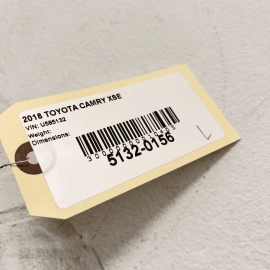 2018 TOYOTA CAMRY XSE
VIN: U585132
Weight:
Dimensions:
5132-0156
L